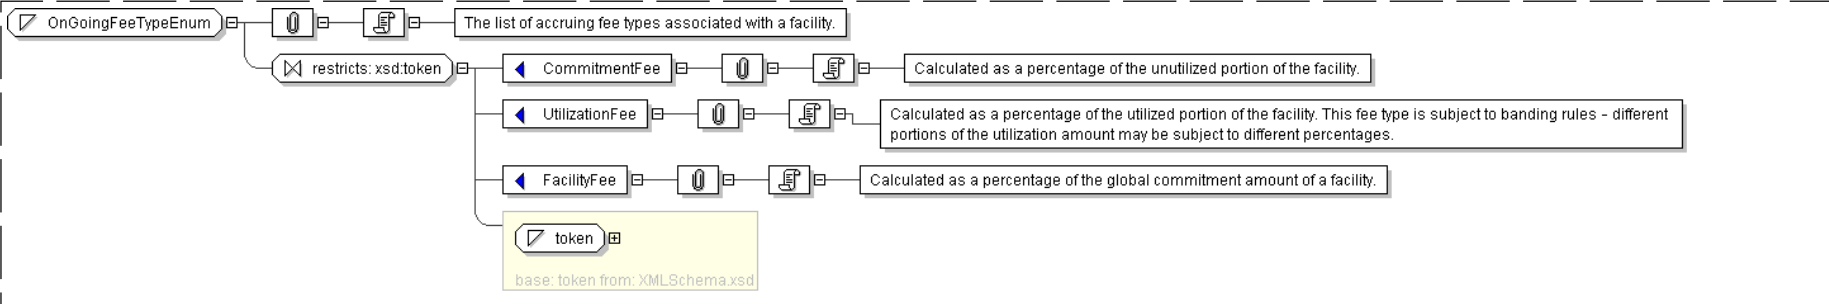 OnGoingFeeTypeEnum
The list of accruing fee types associated with a facility.
restricts: xsd:token
CommitmentFee
Calculated as a percentage of the unutilized portion of the facility.
UtilizationFee
Calculated as a percentage of the utilized portion of the facility. This fee type is subject to banding rules - different
portions of the utilization amount may be subject to different percentages.
FacilityFee
Calculated as a percentage of the global commitment amount of a facility.
token
base: token from: XMLSchema.xsd